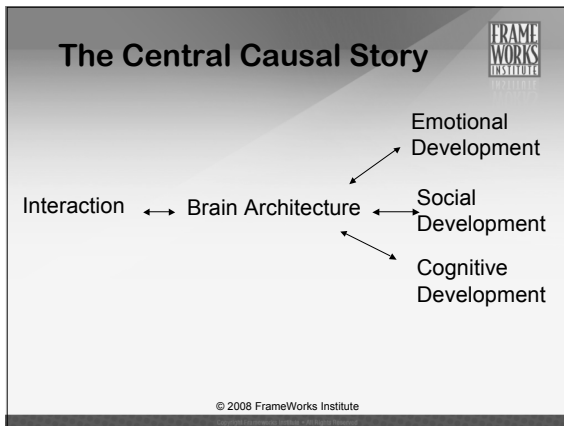 The Central Causal Story
FRAME
WORKS
INSTITUTE
Emotional
Development
Interaction
Brain Architecture
Social
Development
Cognitive
Development
© 2008 FrameWorks Institute